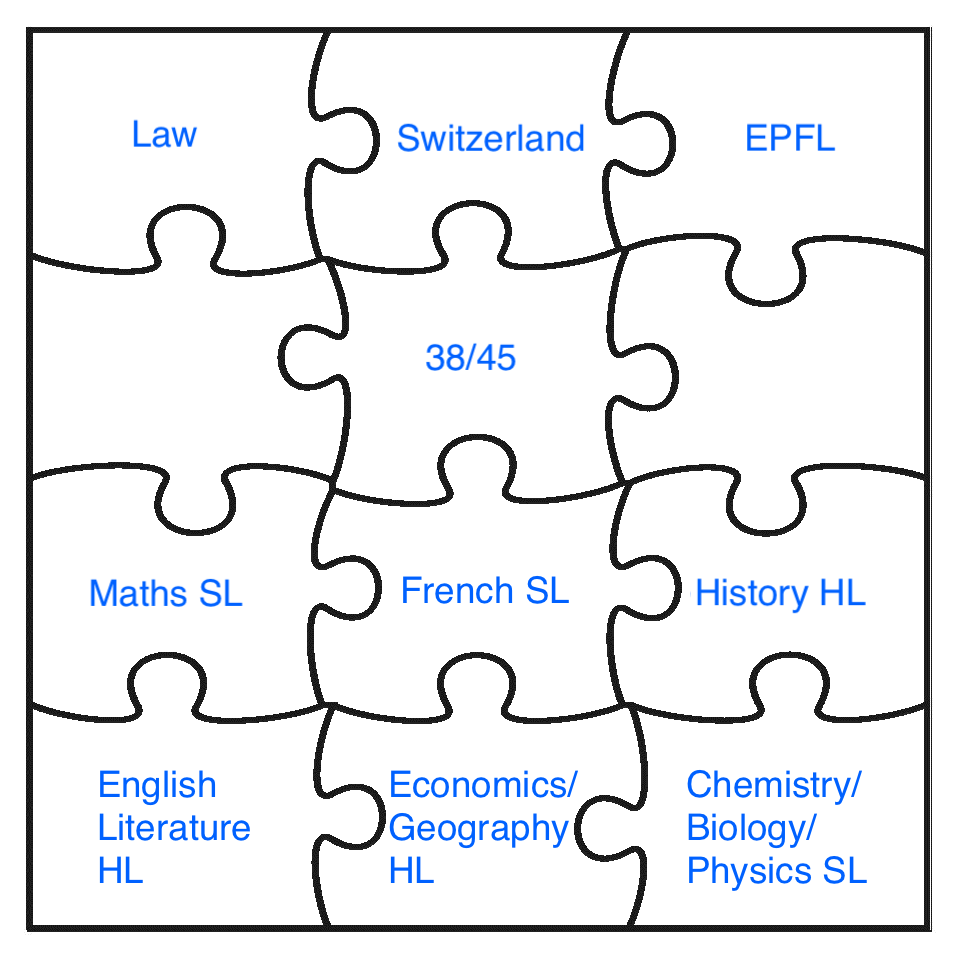 Law
Switzerland
EPFL
38/45
Maths SL
French SL
History HL
English
Literature
HL
Economics/
Geography
HL
Chemistry/
Biology/
Physics SL